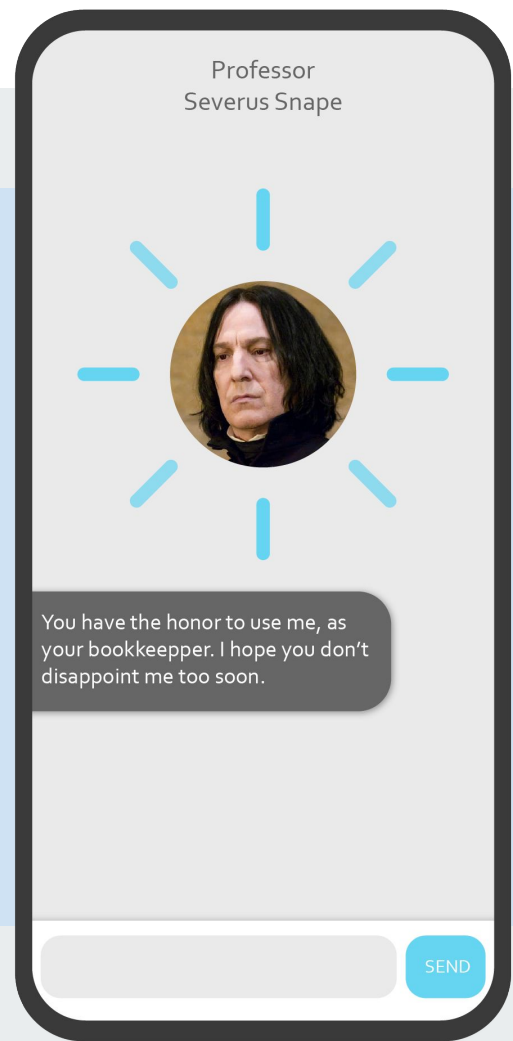 Professor
Severus Snape
You have the honor to use me, as
your bookkeepper. I hope you don’t
disappoint me too soon.
SEND